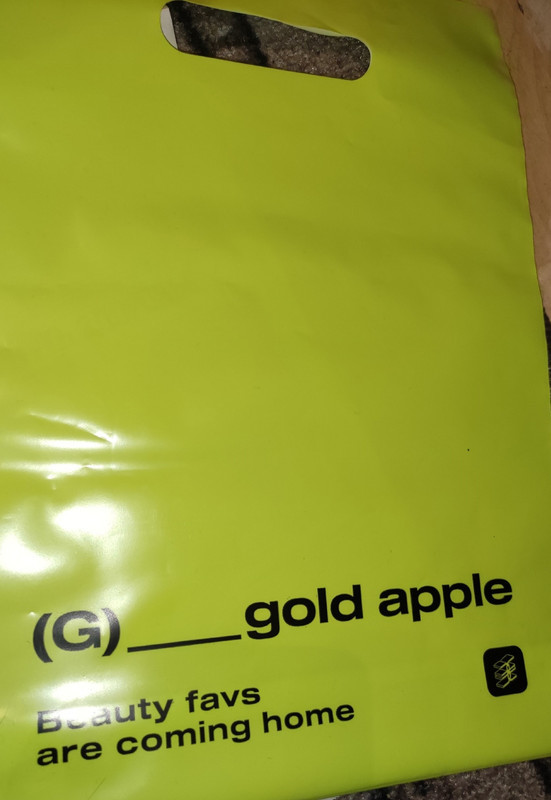 (G)____gold apple
Beauty favs
are coming home